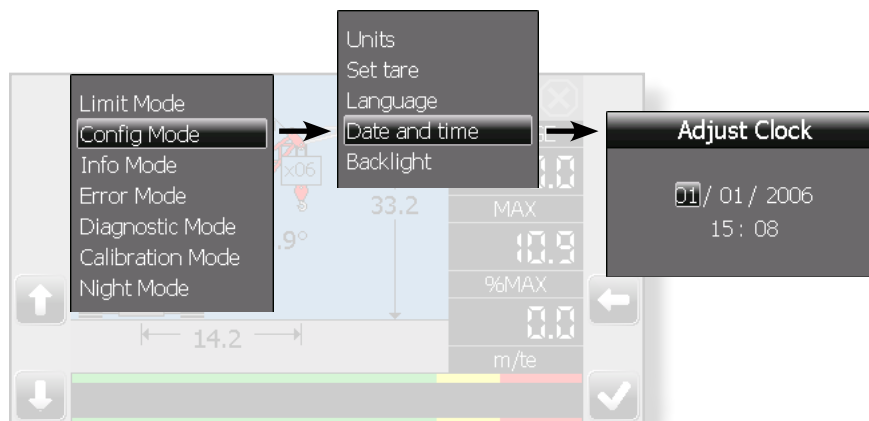 Limit Mode
Config Mode
Info Mode
Error Mode
Diagnostic Mode
Calibration Mode
Night Mode
Units
Set tare
Language
Date and time
Backlight
Adjust Clock
01/ 01/ 2006
15: 08
x06
33.2
.9°
14.2
MAX
10.9
%MAX
0.0
m/te